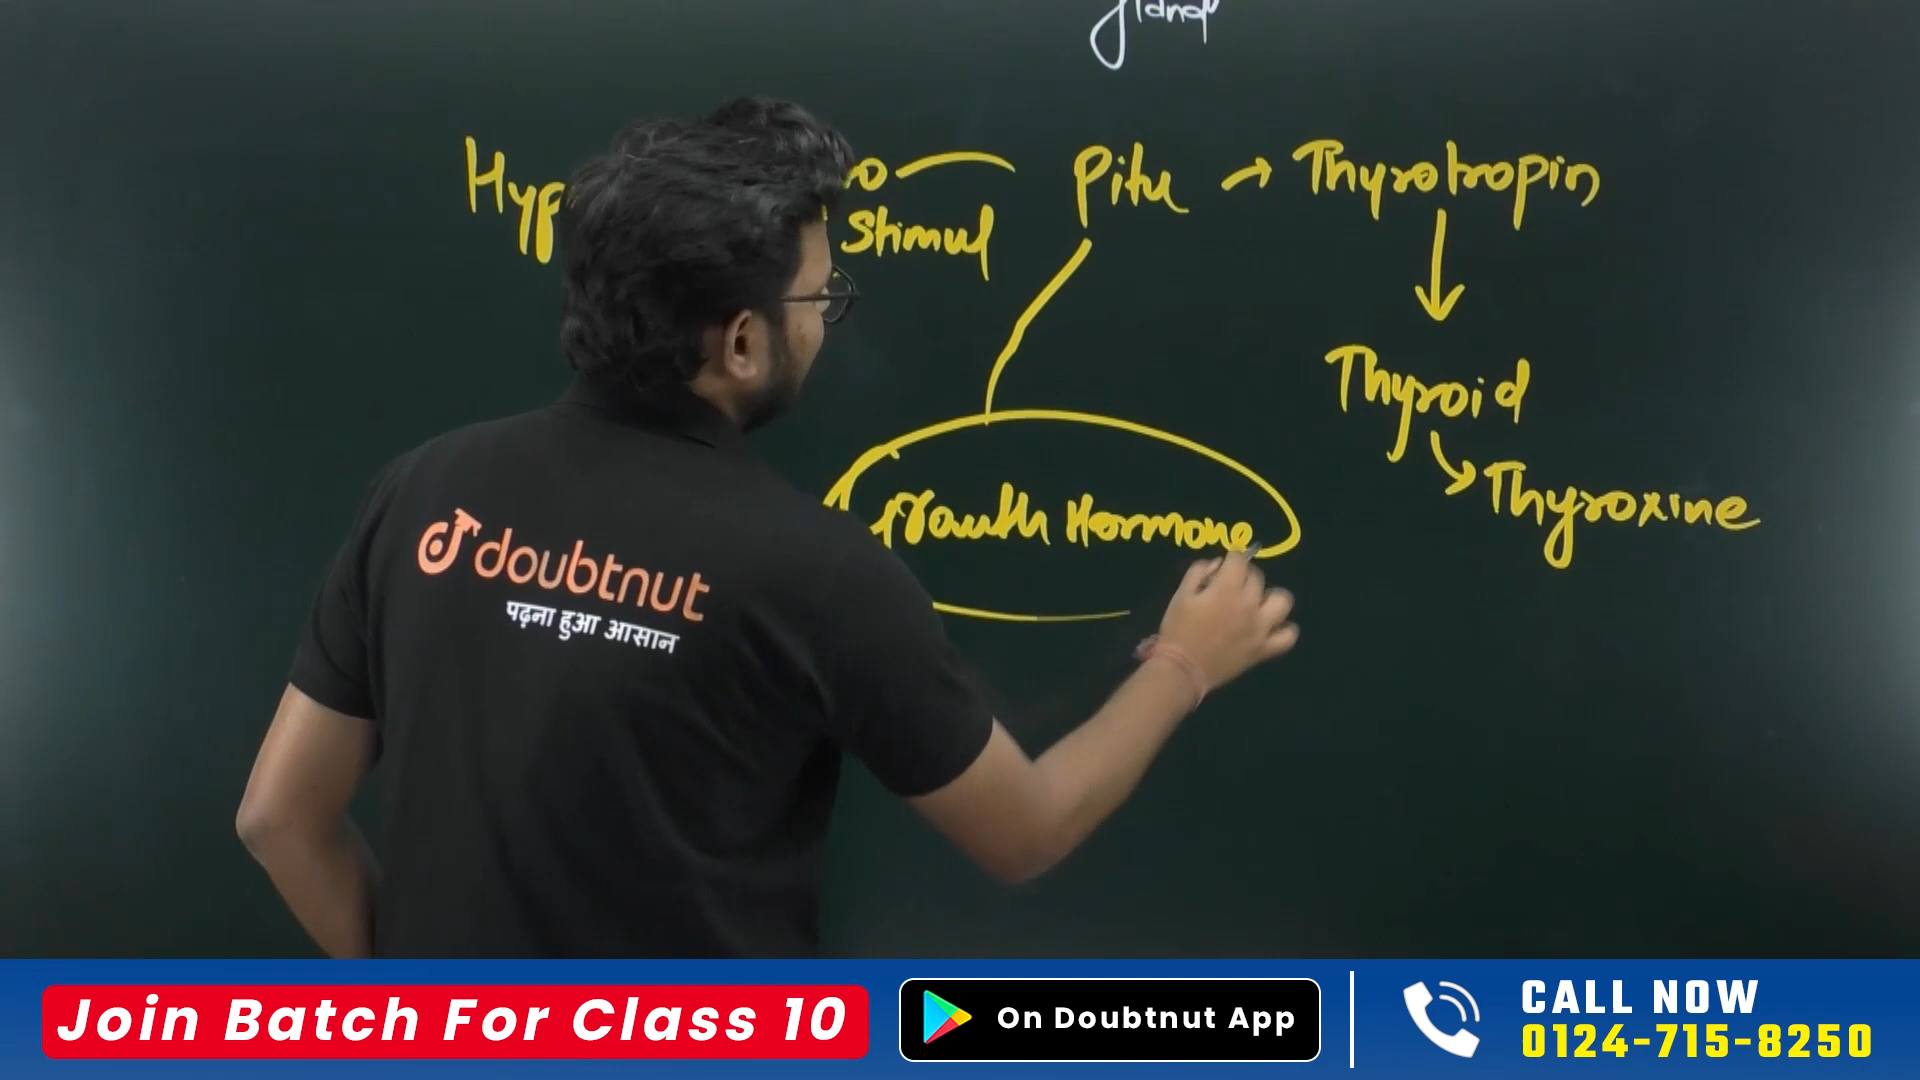 gland
Pitu → Thyrotropin
Stimul
Thyroid
Growth Hormone
Thyroxine
doubtnut
पढ़ना हुआ आसान
Join Batch For Class 10
On Doubtnut App
CALL NOW
0124-715-8250